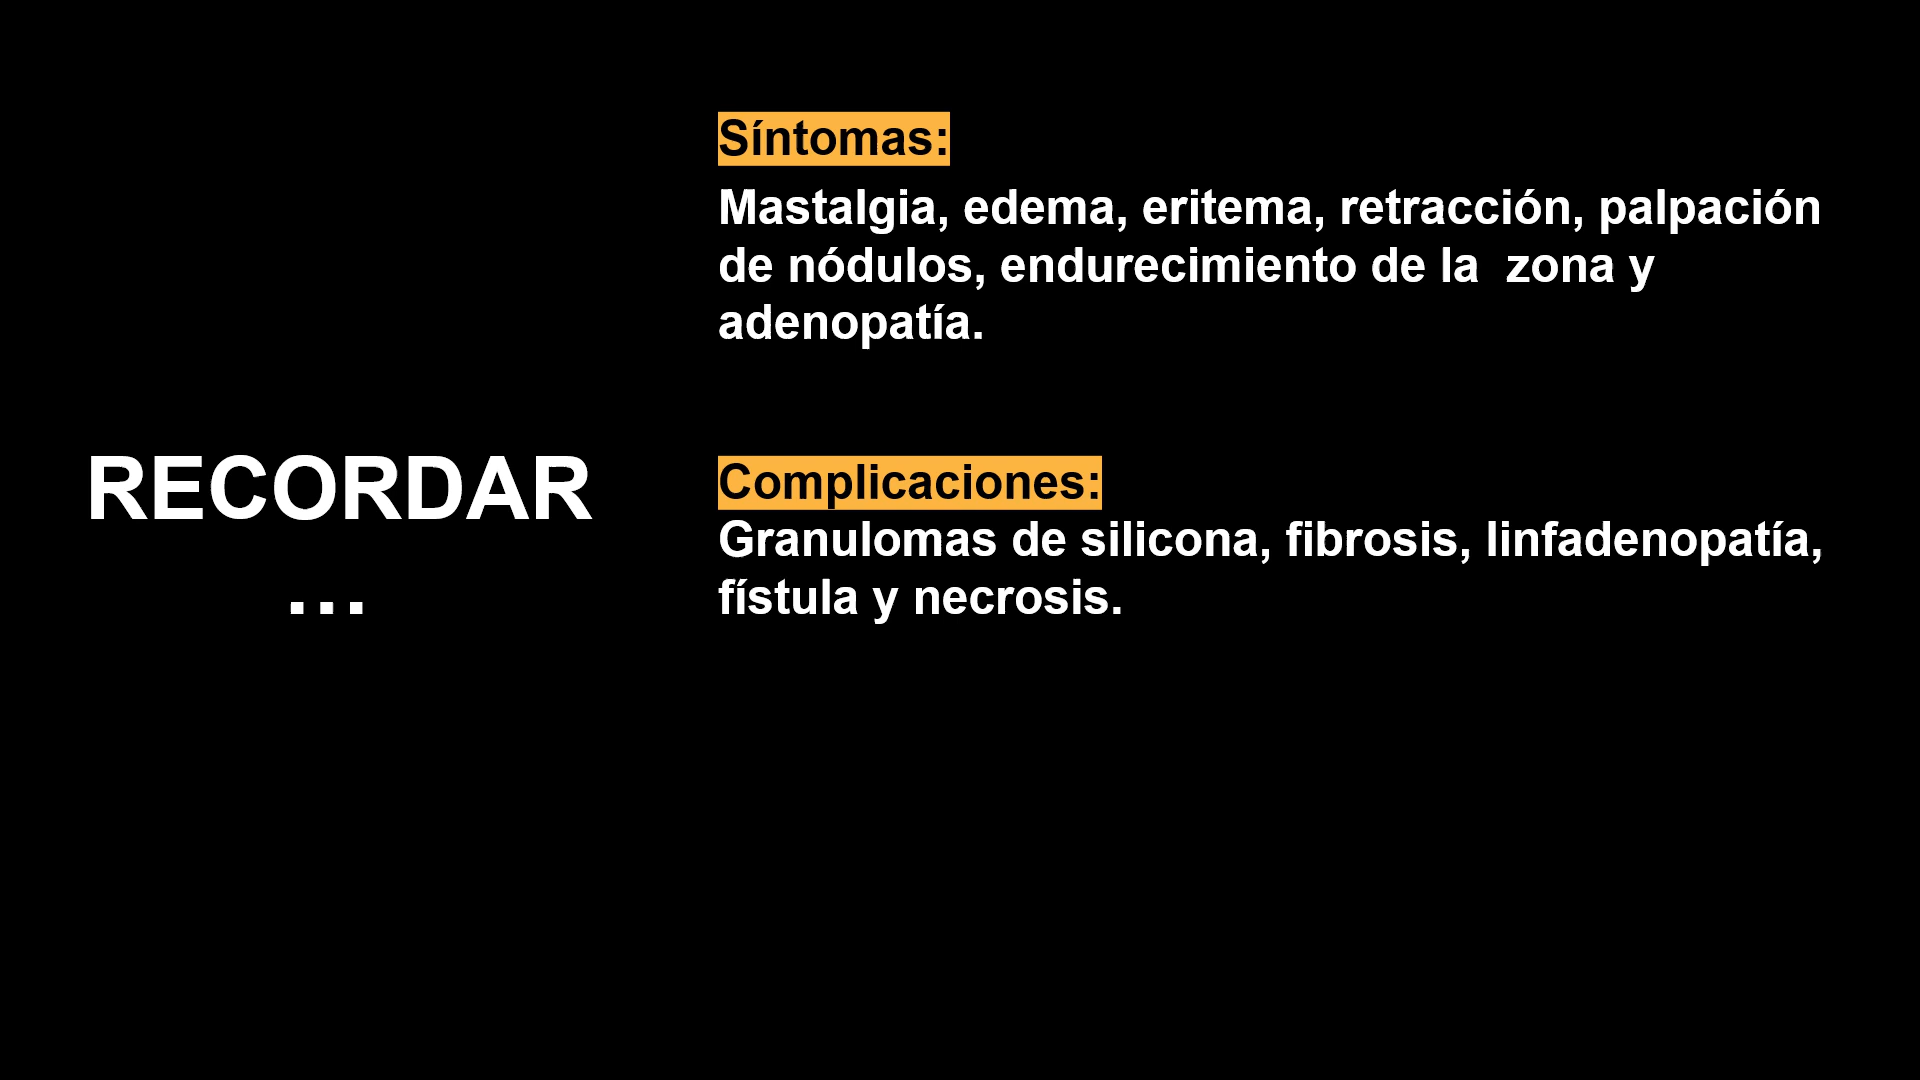 RECORDAR
...
Síntomas:
Mastalgia, edema, eritema, retracción, palpación
de nódulos, endurecimiento de la  zona y
adenopatía.
Complicaciones:
Granulomas de silicona, fibrosis, linfadenopatía,
fístula y necrosis.